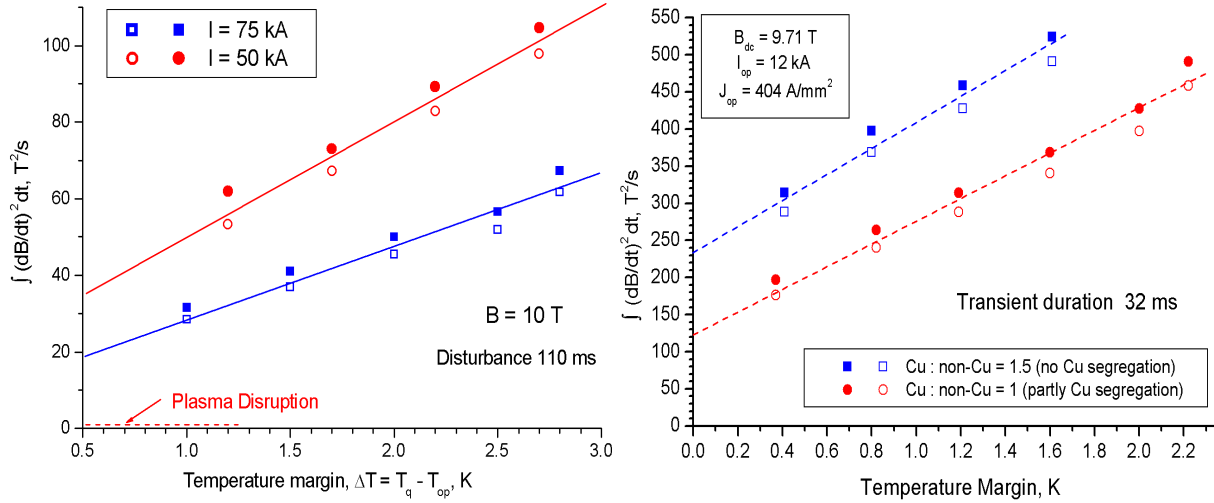 I = 75 kA
I = 50 kA
∫ (dB/dt)² dt, T²/s
100
80
60
40
20
0
B = 10 T
Disturbance 110 ms
Plasma Disruption
0.5 1.0 1.5 2.0 2.5 3.0
Temperature margin, ΔT = Tq - Top, K
Bdc = 9.71 T
Iop = 12 kA
Jop = 404 A/mm²
∫ (dB/dt)² dt, T²/s
550
500
450
400
350
300
250
200
150
100
50
0
Transient duration 32 ms
Cu : non-Cu = 1.5 (no Cu segregation)
Cu : non-Cu = 1 (partly Cu segregation)
0.0 0.2 0.4 0.6 0.8 1.0 1.2 1.4 1.6 1.8 2.0 2.2
Temperature Margin, K